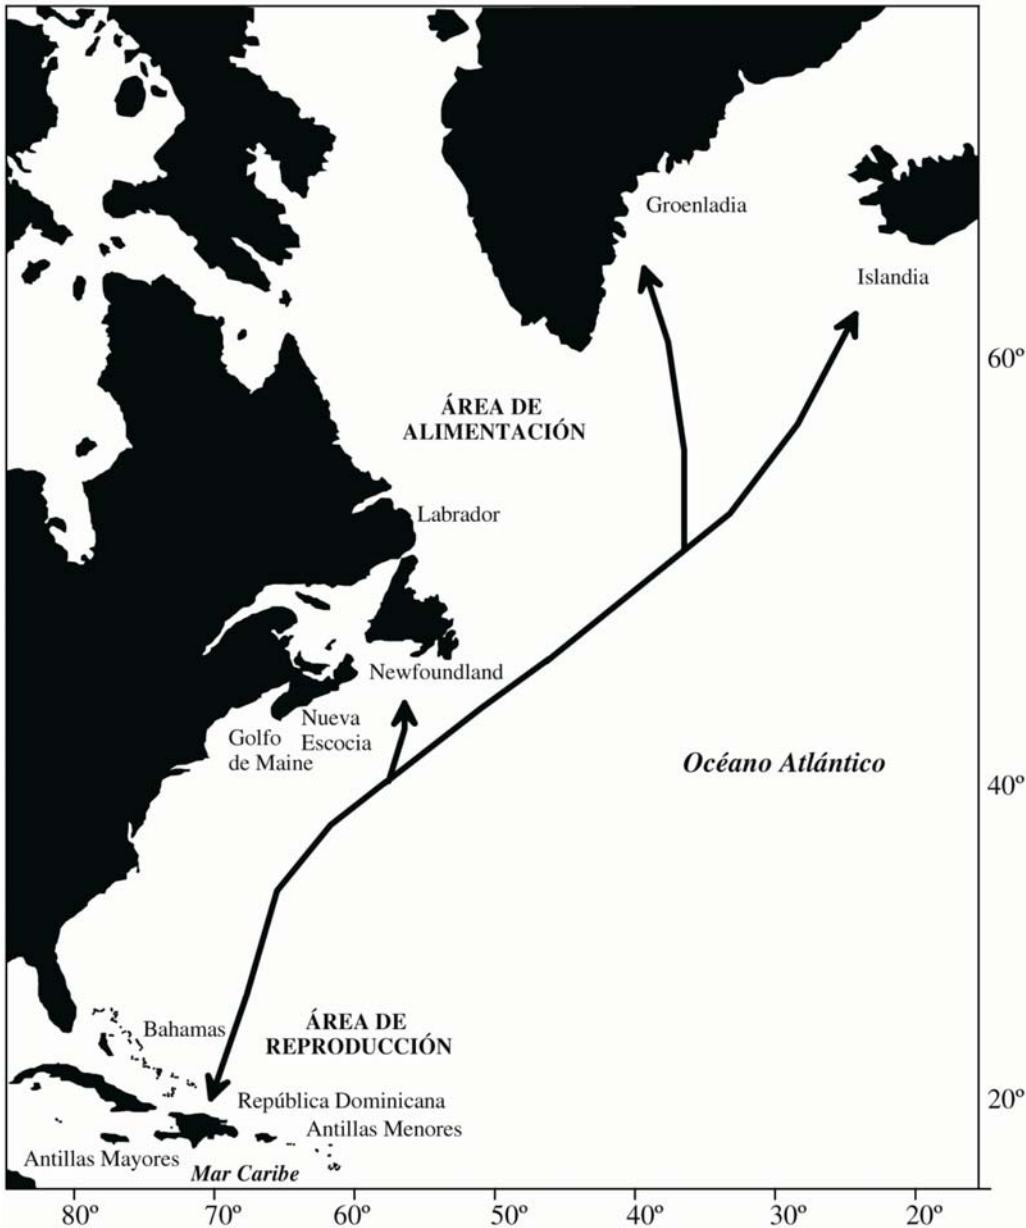 Groenladia
Islandia
60º
ÁREA DE
ALIMENTACIÓN
Labrador
Newfoundland
Nueva
Escocia
Golfo
de Maine
Océano Atlántico
40º
ÁREA DE
REPRODUCCIÓN
Bahamas
República Dominicana
20º
Antillas Menores
Antillas Mayores
Mar Caribe
80º 70º 60º 50º 40º 30º 20º